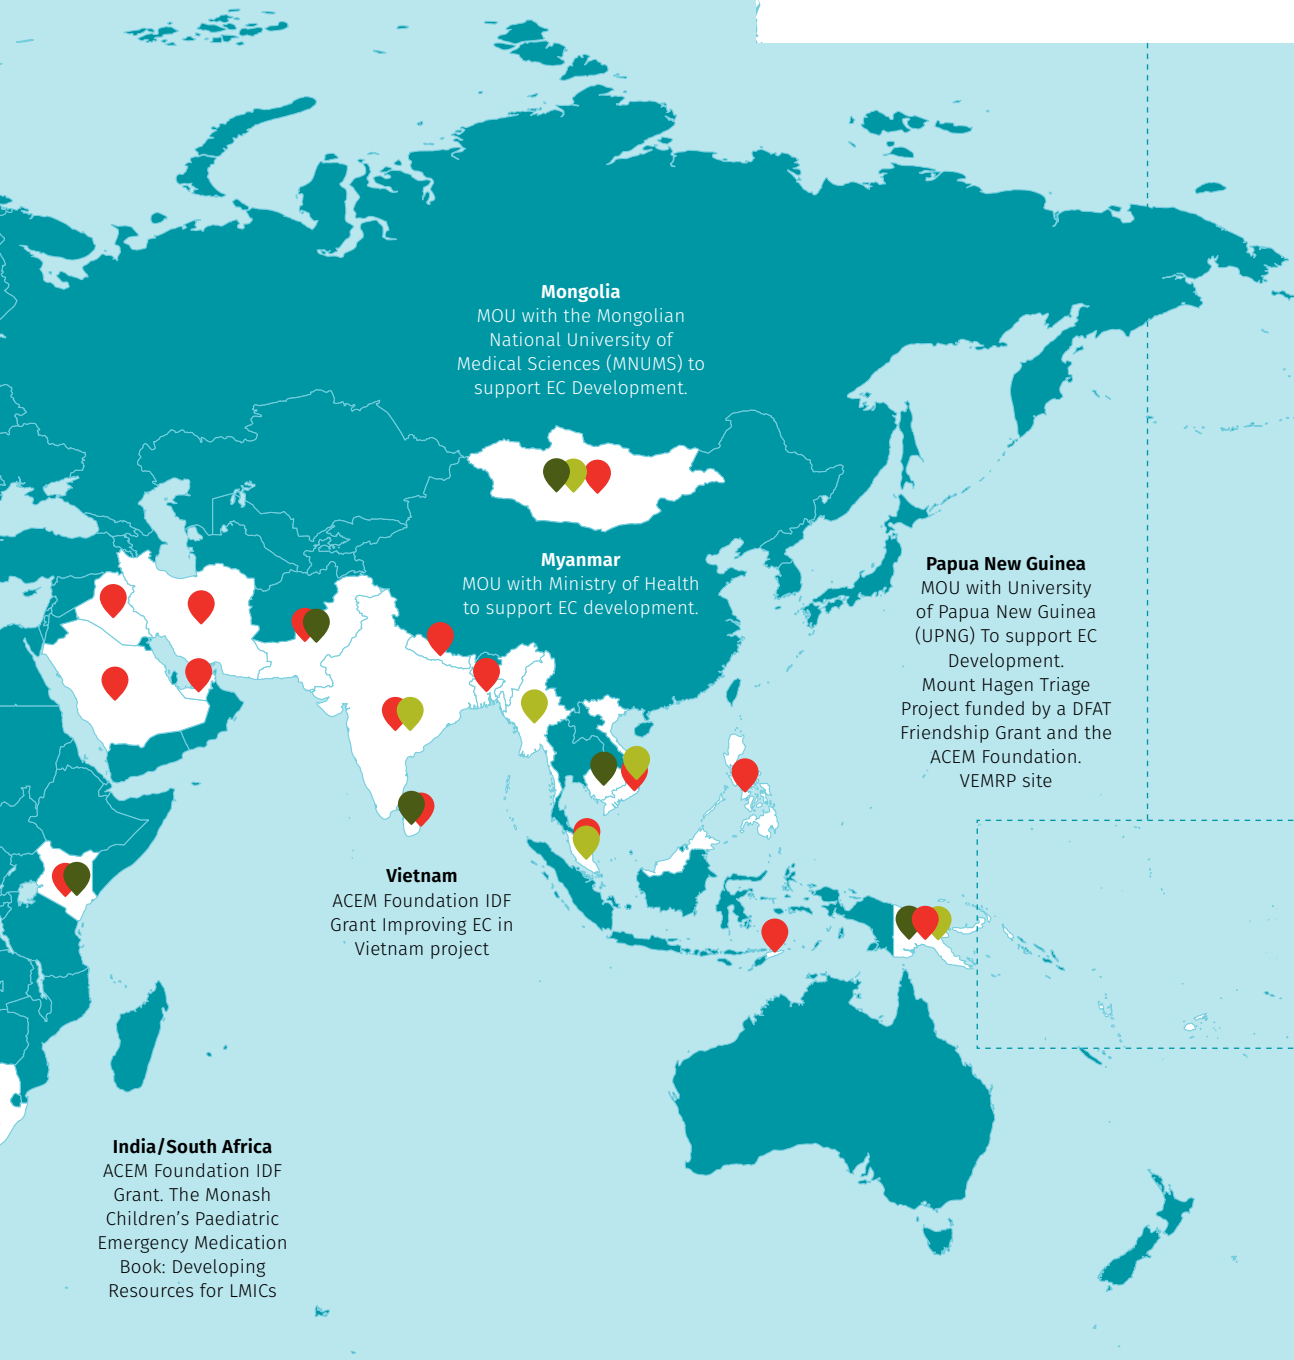 Mongolia
MOU with the Mongolian
National University of
Medical Sciences (MNUMS) to
support EC Development.
Myanmar
MOU with Ministry of Health
to support EC development.
Papua New Guinea
MOU with University
of Papua New Guinea
(UPNG) To support EC
Development.
Mount Hagen Triage
Project funded by a DFAT
Friendship Grant and the
ACEM Foundation.
VEMRP site
Vietnam
ACEM Foundation IDF
Grant Improving EC in
Vietnam project
India/South Africa
ACEM Foundation IDF
Grant. The Monash
Children’s Paediatric
Emergency Medication
Book: Developing
Resources for LMICs